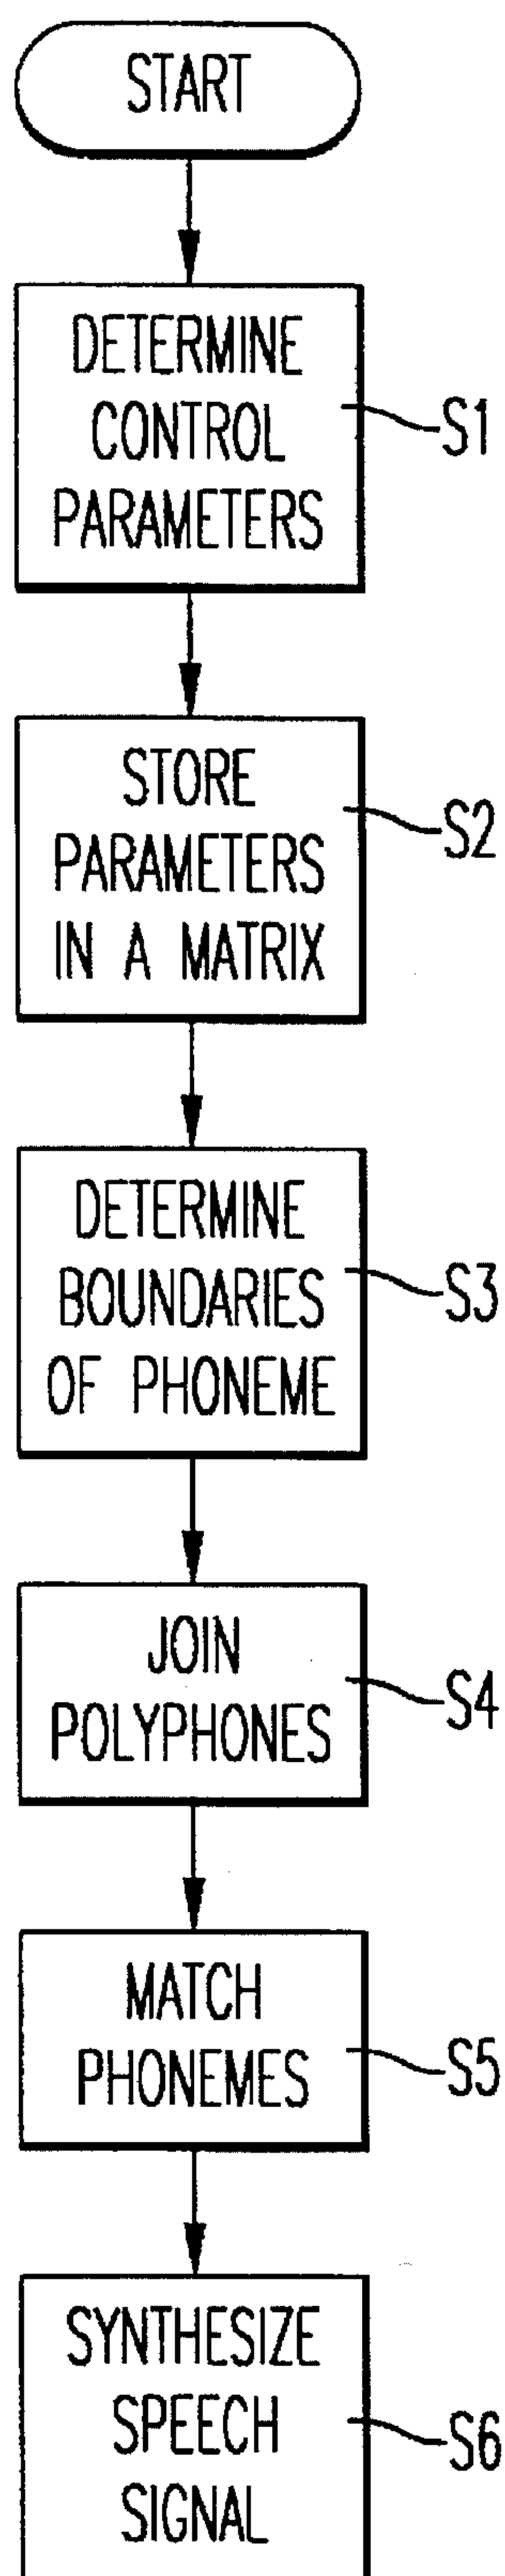 START
DETERMINE
CONTROL
PARAMETERS
S1
STORE
PARAMETERS
IN A MATRIX
S2
DETERMINE
BOUNDARIES
OF PHONEME
S3
JOIN
POLYPHONES
S4
MATCH
PHONEMES
S5
SYNTHESIZE
SPEECH
SIGNAL
S6